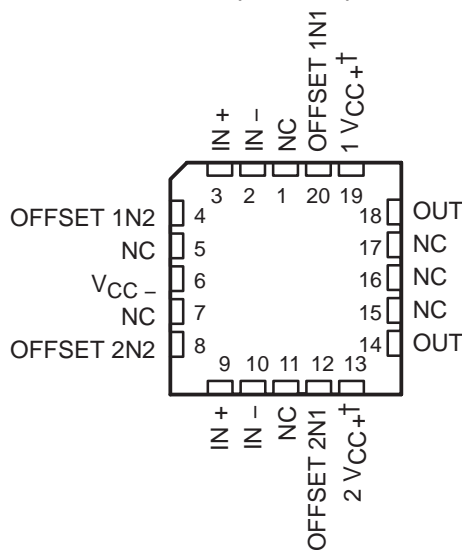 IN +
IN −
NC
OFFSET 1N1
1 VCC+†
3
2
1
20
19
OFFSET 1N2
4
18
OUT
NC
5
17
NC
VCC −
6
16
NC
NC
7
15
NC
OFFSET 2N2
8
14
OUT
9
10
11
12
13
IN +
IN −
NC
OFFSET 2N1
2 VCC+†